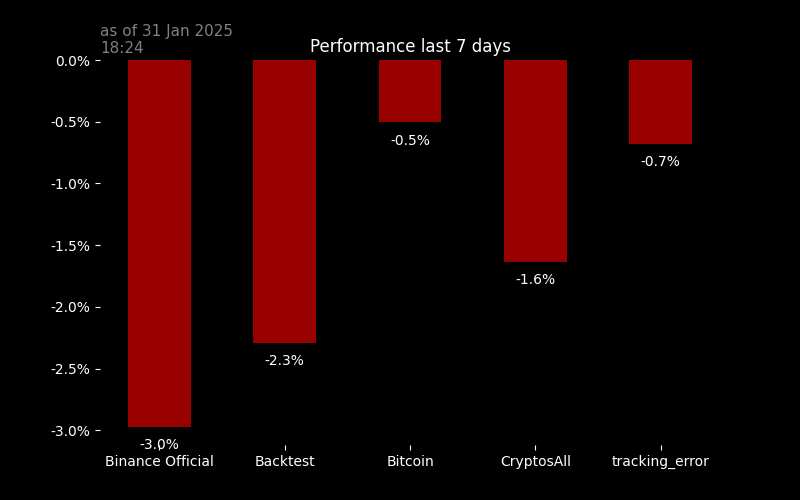 as of 31 Jan 2025
18:24
Performance last 7 days
0.0%
-0.5%
-1.0%
-1.5%
-2.0%
-2.5%
-3.0%
-3.0%
-2.3%
-0.5%
-1.6%
-0.7%
Binance Official
Backtest
Bitcoin
CryptosAll
tracking_error